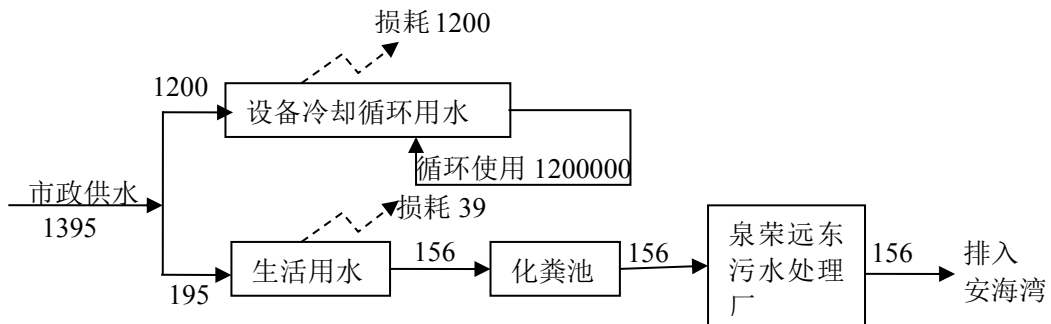 损耗 1200
1200
设备冷却循环用水
循环使用 1200000
市政供水
1395
损耗 39
195
生活用水
156
化粪池
156
泉荣远东
污水处理
厂
156
排入
安海湾